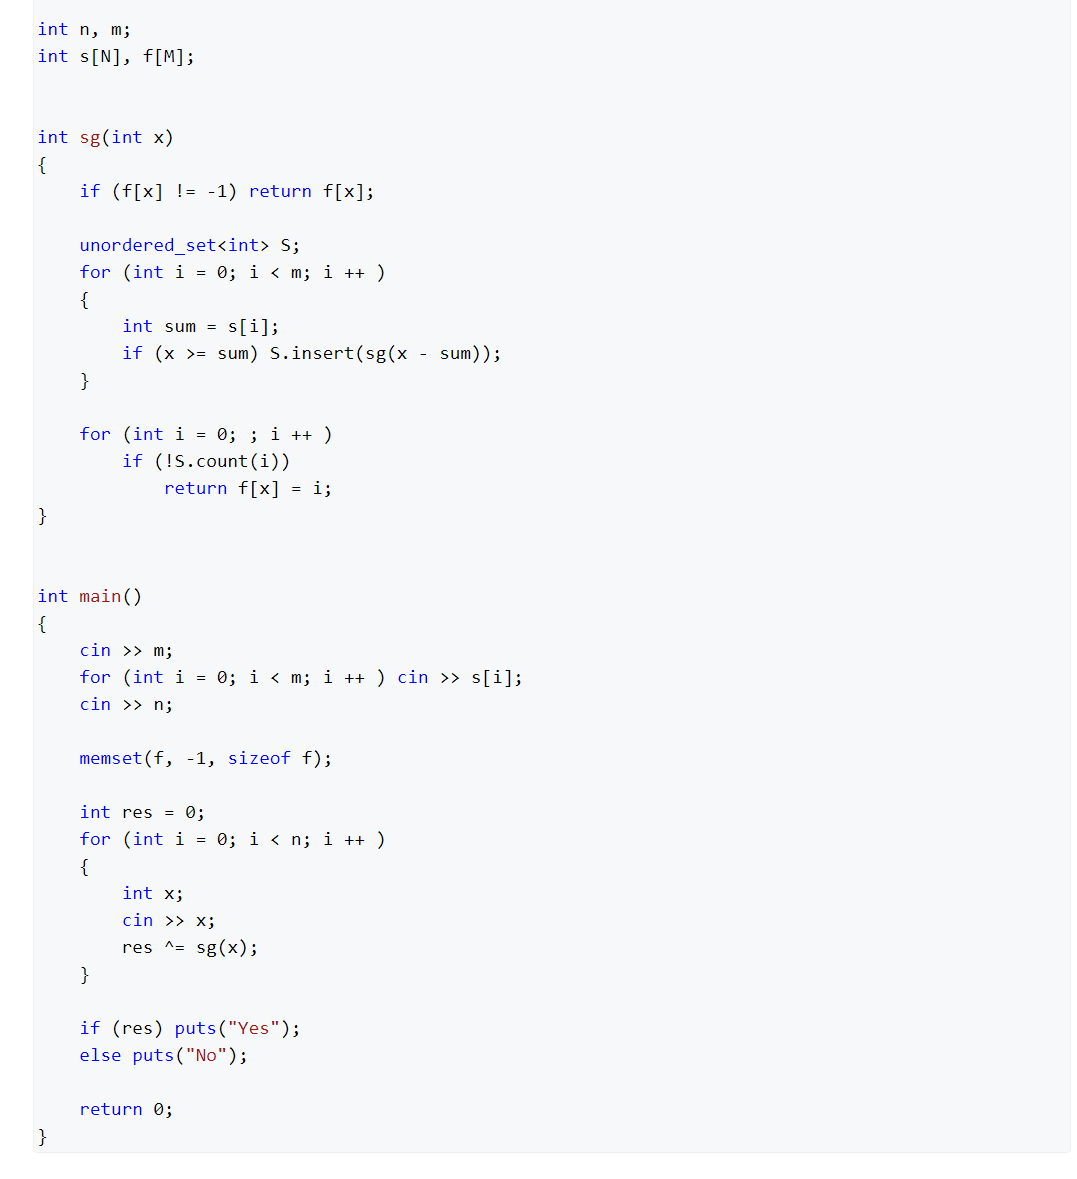 int n, m;
int s[N], f[M];
int sg(int x)
{
    if (f[x] != -1) return f[x];
    unordered_set<int> S;
    for (int i = 0; i < m; i ++ )
    {
        int sum = s[i];
        if (x >= sum) S.insert(sg(x - sum));
    }
    for (int i = 0; ; i ++ )
        if (!S.count(i))
            return f[x] = i;
}
int main()
{
    cin >> m;
    for (int i = 0; i < m; i ++ ) cin >> s[i];
    cin >> n;
    memset(f, -1, sizeof f);
    int res = 0;
    for (int i = 0; i < n; i ++ )
    {
        int x;
        cin >> x;
        res ^= sg(x);
    }
    if (res) puts("Yes");
    else puts("No");
    return 0;
}